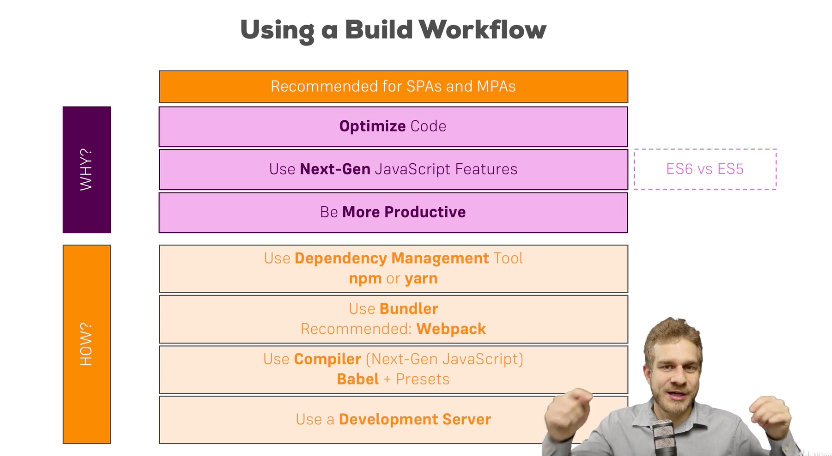 Using a Build Workflow
Recommended for SPAs and MPAs
WHY?
Optimize Code
Use Next-Gen JavaScript Features
ES6 vs ES5
Be More Productive
HOW?
Use Dependency Management Tool
npm or yarn
Use Bundler
Recommended: Webpack
Use Compiler (Next-Gen JavaScript)
Babel + Presets
Use a Development Server